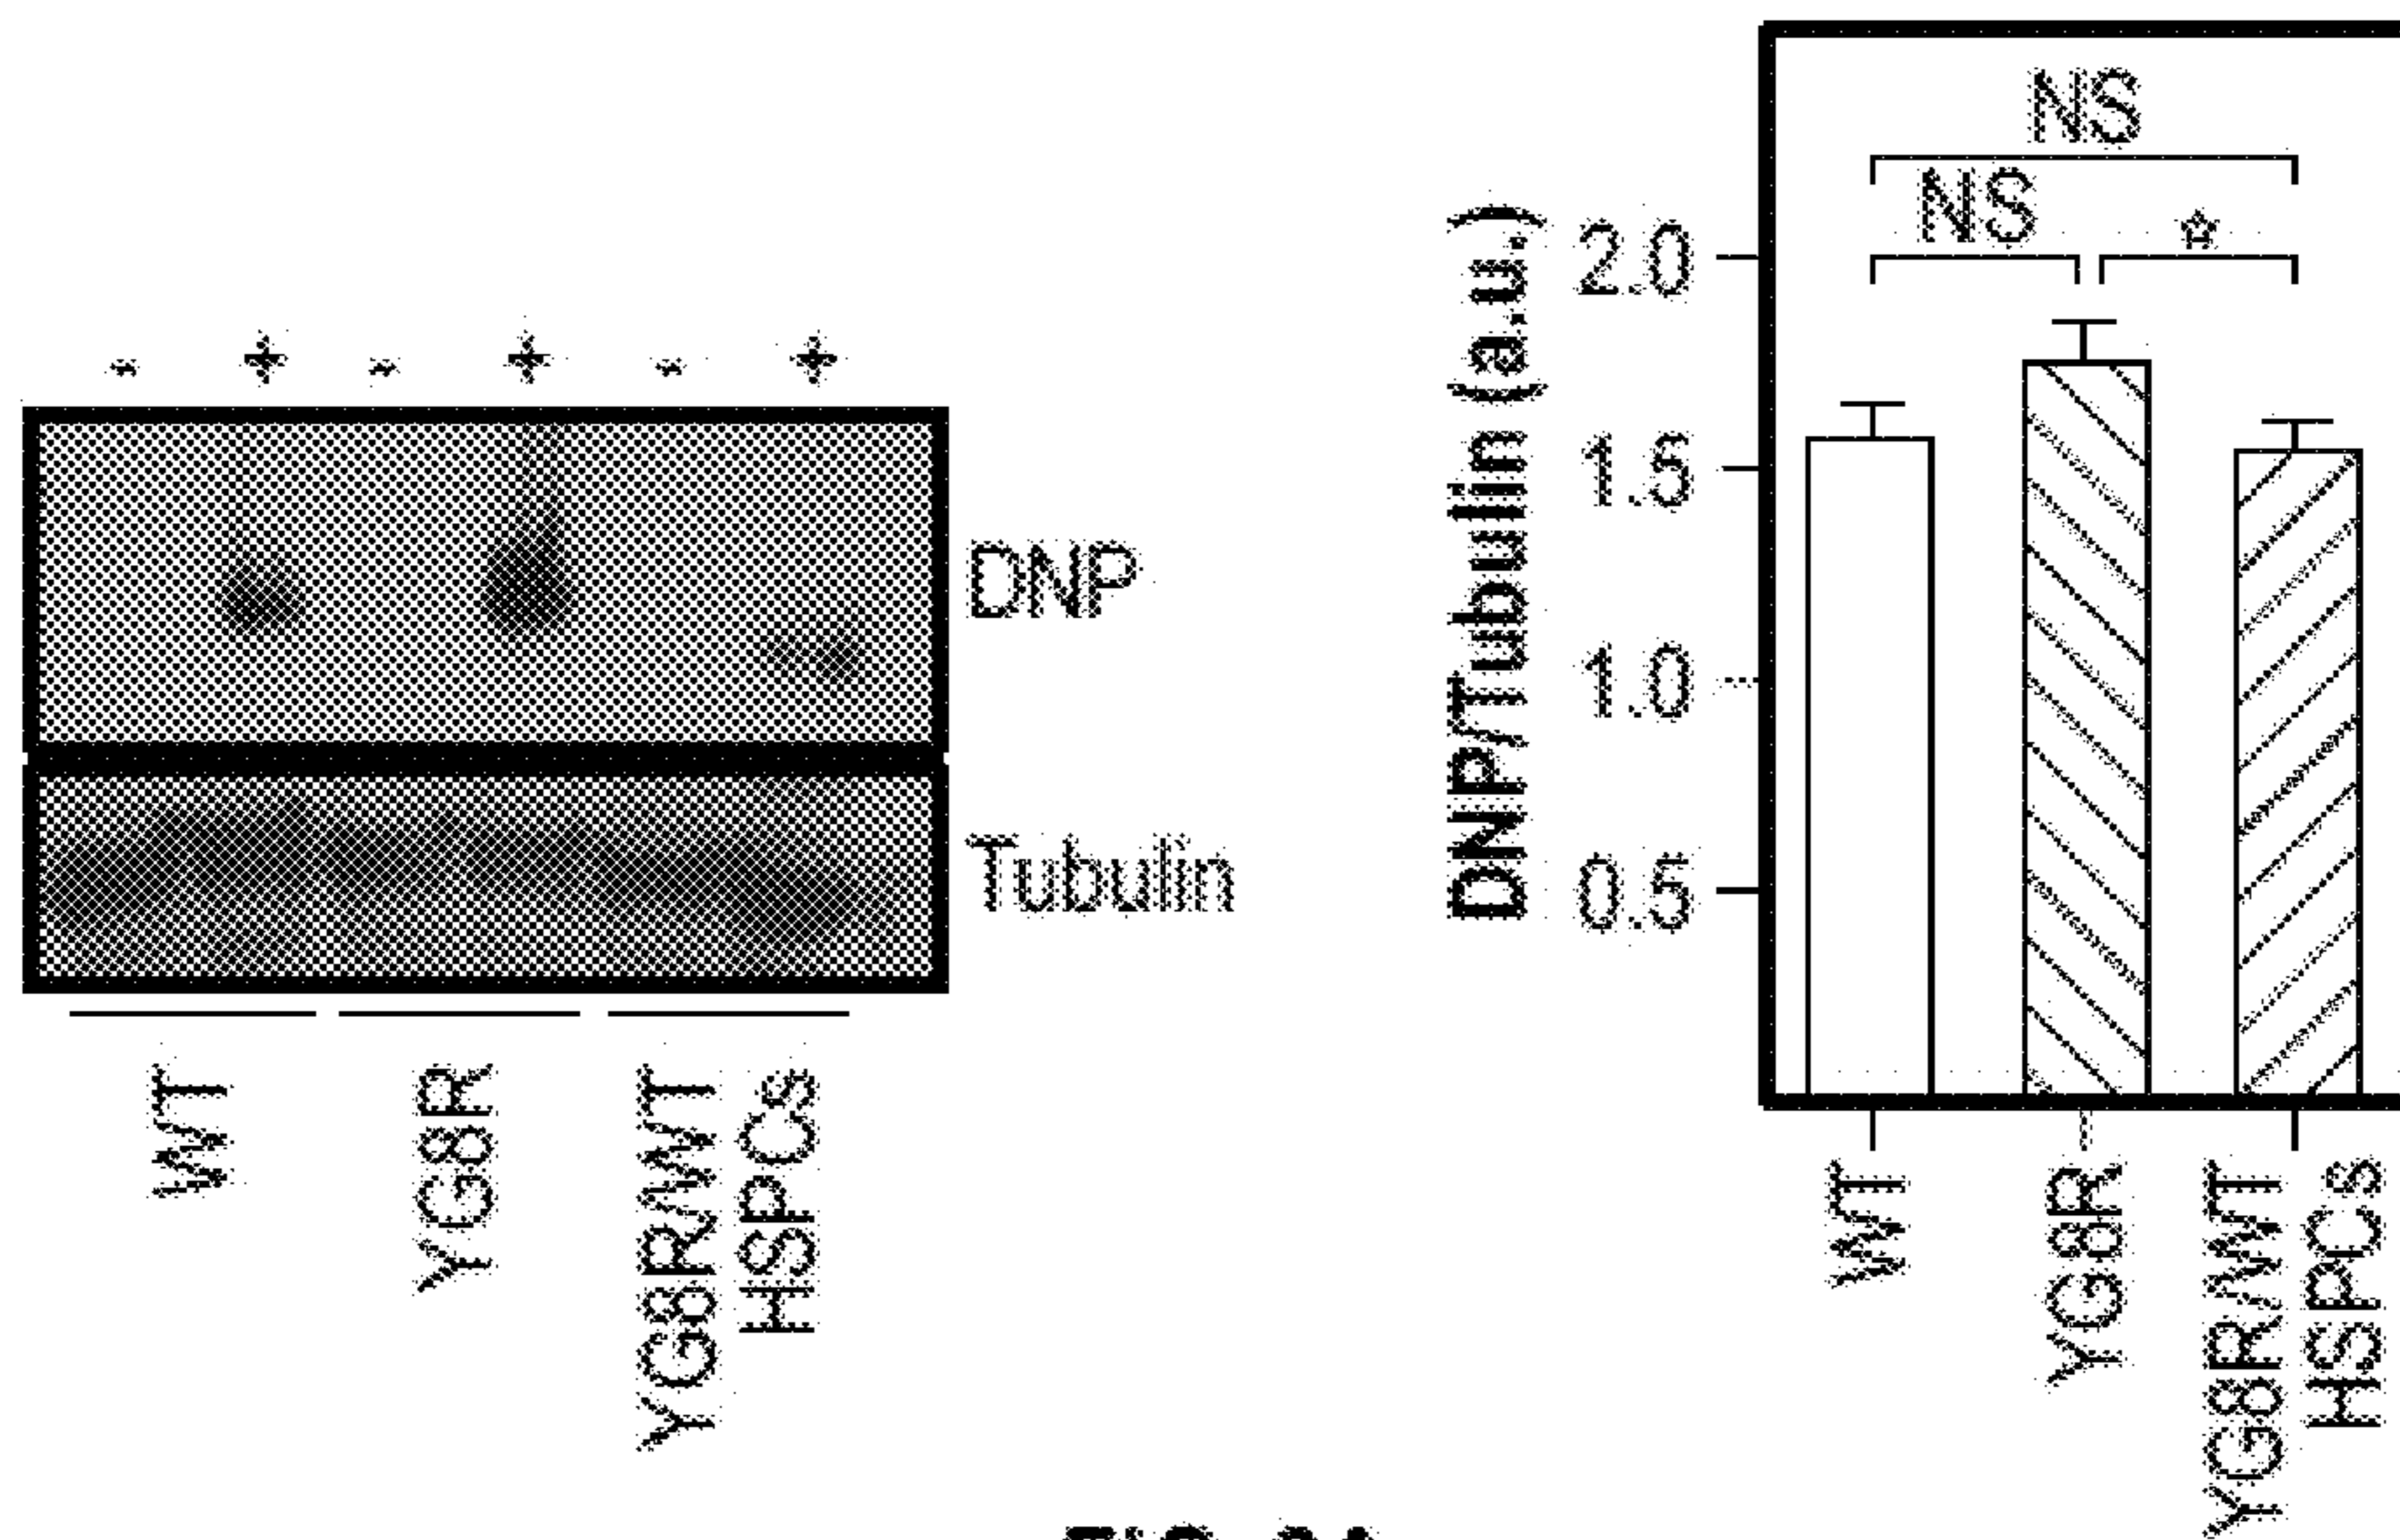 - + - + - +
DNP
Tubulin
WT
YG8R
YG8R/WT
HSPCs
DNP/Tubulin (a.u.)
2.0
1.5
1.0
0.5
NS
NS
*
WT
YG8R
YG8R/WT
HSPCs